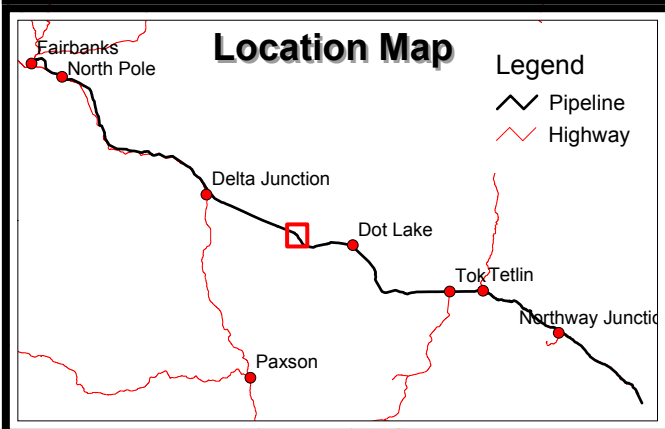 Location Map
Fairbanks
North Pole
Legend
Pipeline
Highway
Delta Junction
Dot Lake
Tok
Tetlin
Northway Junctio
Paxson